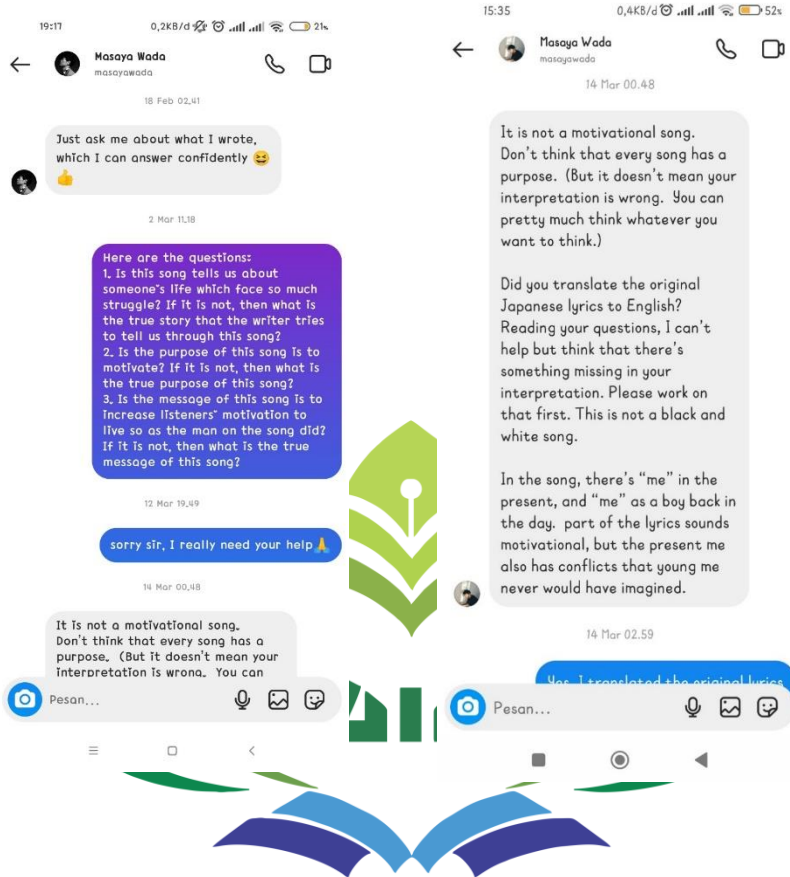 19:17 0,2KB/d 21%
Masaya Wada
masayawada
18 Feb 02.41
Just ask me about what I wrote,
which I can answer confidently 😆
👍
2 Mar 11.18
Here are the questions:
1. Is this song tells us about
someone's life which face so much
struggle? If it is not, then what is
the true story that the writer tries
to tell us through this song?
2. Is the purpose of this song is to
motivate? If it is not, then what is
the true purpose of this song?
3. Is the message of this song is to
increase listeners' motivation to
live so as the man on the song did?
If it is not, then what is the true
message of this song?
12 Mar 19.49
sorry sir, I really need your help🙏
14 Mar 00.48
It is not a motivational song.
Don't think that every song has a
purpose. (But it doesn't mean your
interpretation is wrong. You can
Pesan...
15:35 0,4KB/d 52%
Masaya Wada
masayawada
14 Mar 00.48
It is not a motivational song.
Don't think that every song has a
purpose. (But it doesn't mean your
interpretation is wrong. You can
pretty much think whatever you
want to think.)
Did you translate the original
Japanese lyrics to English?
Reading your questions, I can't
help but think that there's
something missing in your
interpretation. Please work on
that first. This is not a black and
white song.
In the song, there's "me" in the
present, and "me" as a boy back in
the day. part of the lyrics sounds
motivational, but the present me
also has conflicts that young me
never would have imagined.
14 Mar 02.59
Yes, I translated the original lyrics
Pesan...